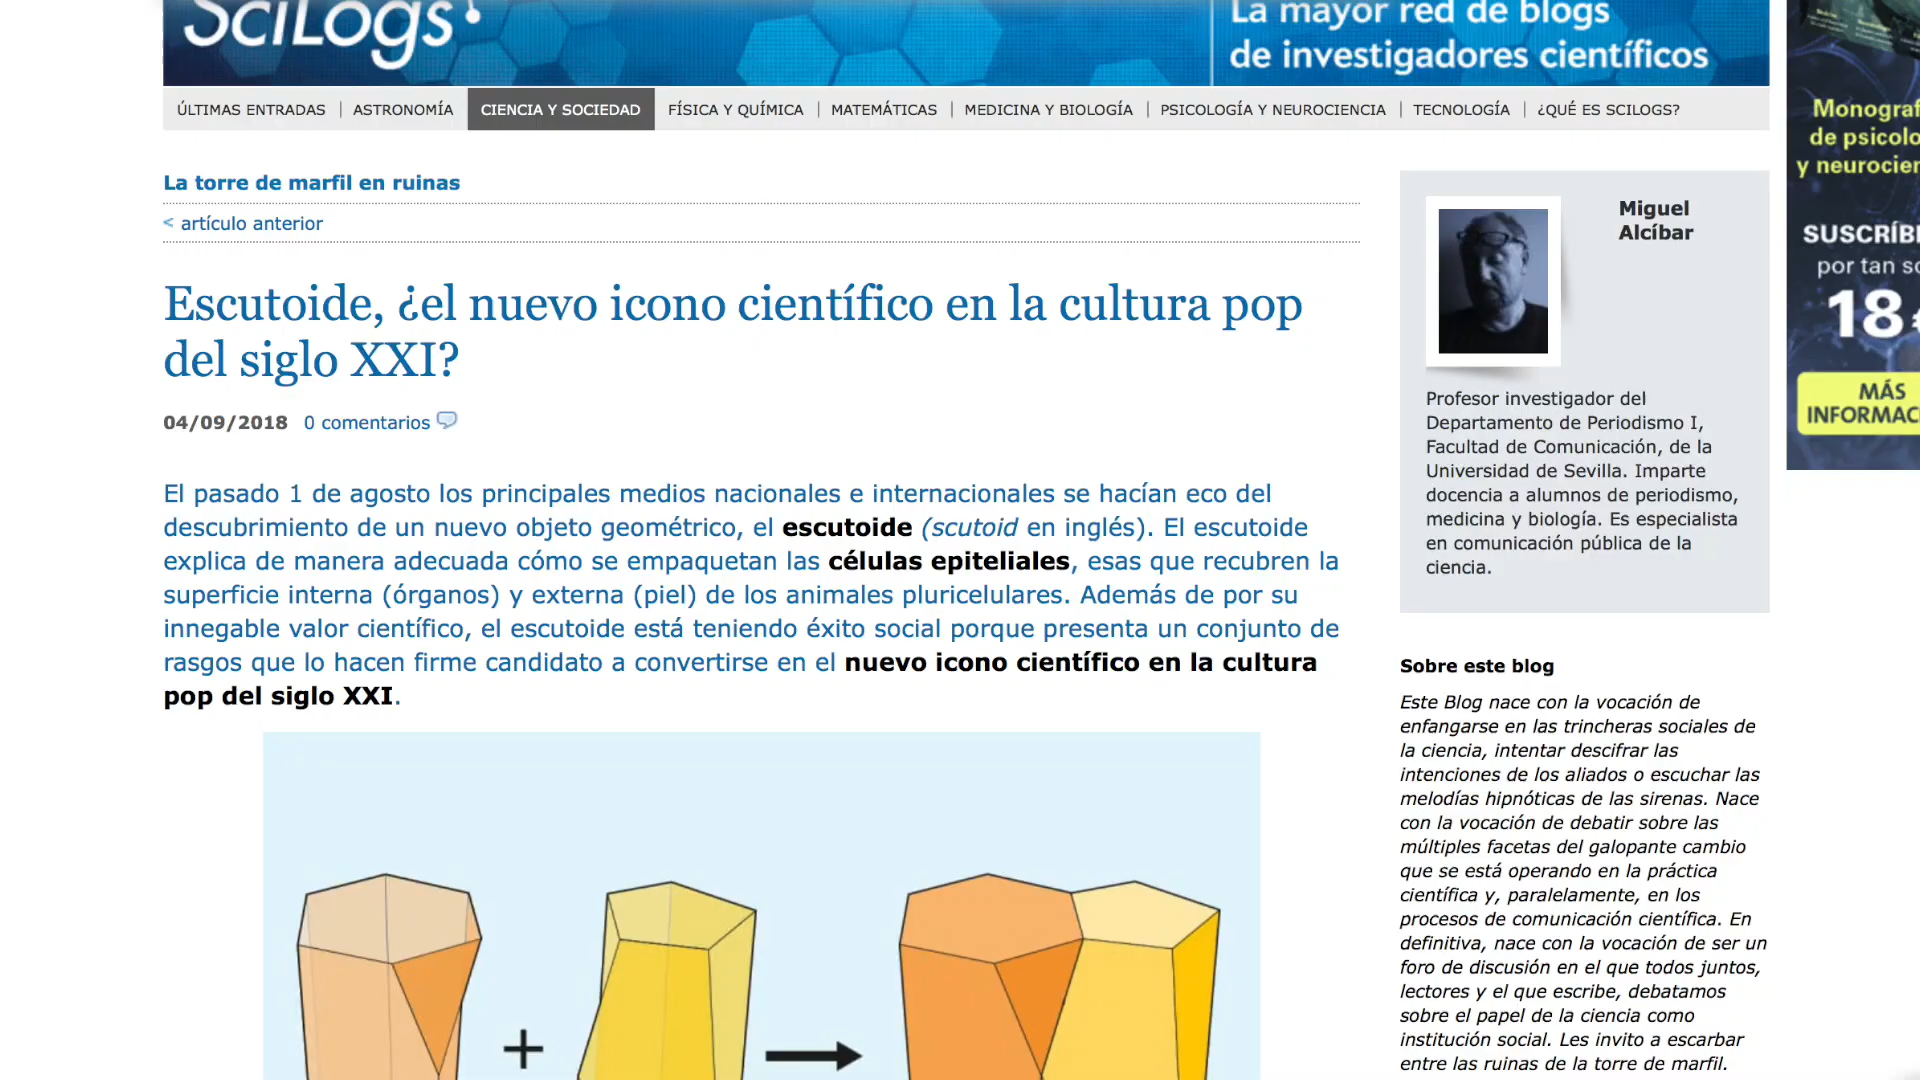 SciLogs
La mayor red de blogs
de investigadores científicos
ÚLTIMAS ENTRADAS | ASTRONOMÍA CIENCIA Y SOCIEDAD FÍSICA Y QUÍMICA | MATEMÁTICAS | MEDICINA Y BIOLOGÍA | PSICOLOGÍA Y NEUROCIENCIA | TECNOLOGÍA | ¿QUÉ ES SCILOGS?
La torre de marfil en ruinas
< artículo anterior
Escutoide, ¿el nuevo icono científico en la cultura pop
del siglo XXI?
04/09/2018 0 comentarios
El pasado 1 de agosto los principales medios nacionales e internacionales se hacían eco del
descubrimiento de un nuevo objeto geométrico, el escutoide (scutoid en inglés). El escutoide
explica de manera adecuada cómo se empaquetan las células epiteliales, esas que recubren la
superficie interna (órganos) y externa (piel) de los animales pluricelulares. Además de por su
innegable valor científico, el escutoide está teniendo éxito social porque presenta un conjunto de
rasgos que lo hacen firme candidato a convertirse en el nuevo icono científico en la cultura
pop del siglo XXI.
+
Miguel
Alcíbar
Profesor investigador del
Departamento de Periodismo I,
Facultad de Comunicación, de la
Universidad de Sevilla. Imparte
docencia a alumnos de periodismo,
medicina y biología. Es especialista
en comunicación pública de la
ciencia.
Sobre este blog
Este Blog nace con la vocación de
enfangarse en las trincheras sociales de
la ciencia, intentar descifrar las
intenciones de los aliados o escuchar las
melodías hipnóticas de las sirenas. Nace
con la vocación de debatir sobre las
múltiples facetas del galopante cambio
que se está operando en la práctica
científica y, paralelamente, en los
procesos de comunicación científica. En
definitiva, nace con la vocación de ser un
foro de discusión en el que todos juntos,
lectores y el que escribe, debatamos
sobre el papel de la ciencia como
institución social. Les invito a escarbar
entre las ruinas de la torre de marfil.
Monograf
de psicolo
y neurocien
SUSCRÍB
por tan so
18
MÁS
INFORMAC